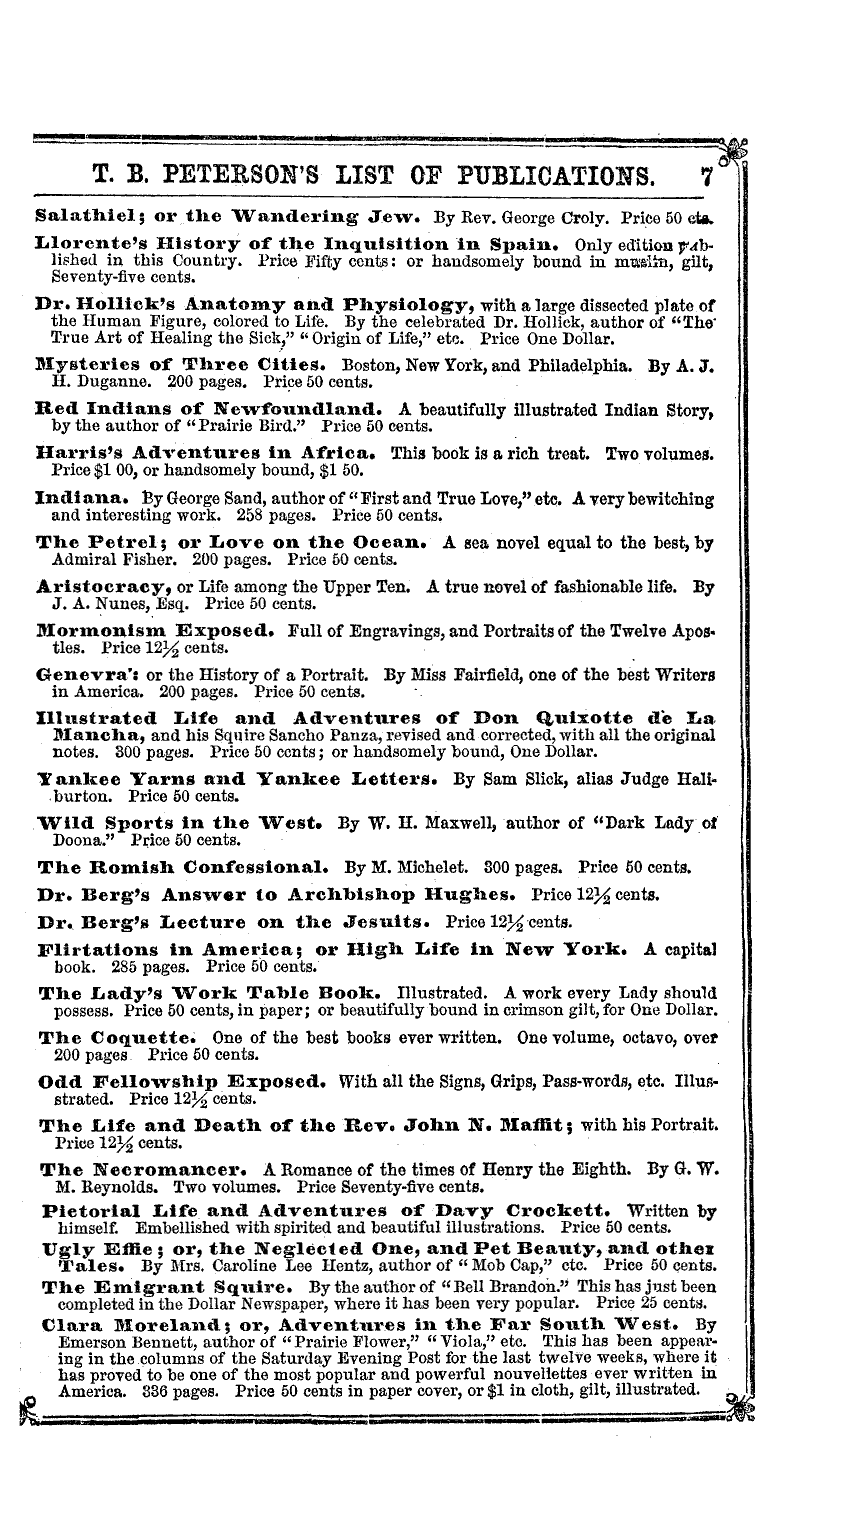 T. B. PETERSON'S LIST OF PUBLICATIONS. 7
Salathiel; or the Wandering Jew. By Rev. George Croly. Price 50 cts.
Llorente's History of the Inquisition in Spain. Only edition pub-
lished in this Country. Price Fifty cents: or handsomely bound in muslin, gilt,
Seventy-five cents.
Dr. Hollick's Anatomy and Physiology, with a large dissected plate of
the Human Figure, colored to Life. By the celebrated Dr. Hollick, author of "The
True Art of Healing the Sick," "Origin of Life," etc. Price One Dollar.
Mysteries of Three Cities. Boston, New York, and Philadelphia. By A. J.
H. Duganne. 200 pages. Price 50 cents.
Red Indians of Newfoundland. A beautifully illustrated Indian Story,
by the author of "Prairie Bird." Price 50 cents.
Harris's Adventures in Africa. This book is a rich treat. Two volumes.
Price $1 00, or handsomely bound, $1 50.
Indiana. By George Sand, author of "First and True Love," etc. A very bewitching
and interesting work. 258 pages. Price 50 cents.
The Petrel; or Love on the Ocean. A sea novel equal to the best, by
Admiral Fisher. 200 pages. Price 50 cents.
Aristocracy, or Life among the Upper Ten. A true novel of fashionable life. By
J. A. Nunes, Esq. Price 50 cents.
Mormonism Exposed. Full of Engravings, and Portraits of the Twelve Apos-
tles. Price 12½ cents.
Genevra: or the History of a Portrait. By Miss Fairfield, one of the best Writers
in America. 200 pages. Price 50 cents.
Illustrated Life and Adventures of Don Quixotte de La
Mancha, and his Squire Sancho Panza, revised and corrected, with all the original
notes. 300 pages. Price 50 cents; or handsomely bound, One Dollar.
Yankee Yarns and Yankee Letters. By Sam Slick, alias Judge Hali-
burton. Price 50 cents.
Wild Sports in the West. By W. H. Maxwell, author of "Dark Lady of
Doona." Price 50 cents.
The Romish Confessional. By M. Michelet. 300 pages. Price 50 cents.
Dr. Berg's Answer to Archbishop Hughes. Price 12½ cents.
Dr. Berg's Lecture on the Jesuits. Price 12½ cents.
Flirtations in America; or High Life in New York. A capital
book. 285 pages. Price 50 cents.
The Lady's Work Table Book. Illustrated. A work every Lady should
possess. Price 50 cents, in paper; or beautifully bound in crimson gilt, for One Dollar.
The Coquette. One of the best books ever written. One volume, octavo, over
200 pages Price 50 cents.
Odd Fellowship Exposed. With all the Signs, Grips, Pass-words, etc. Illus-
strated. Price 12½ cents.
The Life and Death of the Rev. John N. Maffit; with his Portrait.
Price 12½ cents.
The Necromancer. A Romance of the times of Henry the Eighth. By G. W.
M. Reynolds. Two volumes. Price Seventy-five cents.
Pictorial Life and Adventures of Davy Crockett. Written by
himself. Embellished with spirited and beautiful illustrations. Price 50 cents.
Ugly Effie; or, the Neglected One, and Pet Beauty, and other
Tales. By Mrs. Caroline Lee Hentz, author of "Mob Cap," etc. Price 50 cents.
The Emigrant Squire. By the author of "Bell Brandon." This has just been
completed in the Dollar Newspaper, where it has been very popular. Price 25 cents.
Clara Moreland; or, Adventures in the Far South West. By
Emerson Bennett, author of "Prairie Flower," "Viola," etc. This has been appear-
ing in the columns of the Saturday Evening Post for the last twelve weeks, where it
has proved to be one of the most popular and powerful nouvellettes ever written in
America. 336 pages. Price 50 cents in paper cover, or $1 in cloth, gilt, illustrated.